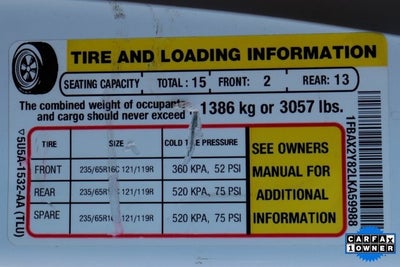 TIRE AND LOADING INFORMATION
SEATING CAPACITY TOTAL : 15 FRONT: 2 REAR: 13
The combined weight of occupants
and cargo should never exceed 1386 kg or 3057 lbs.
TIRE SIZE COLD TIRE PRESSURE
FRONT 235/65R16C 121/119R 360 KPA, 52 PSI
REAR 235/65R16C 121/119R 520 KPA, 75 PSI
SPARE 235/65R16C 121/119R 520 KPA, 75 PSI
SEE OWNERS
MANUAL FOR
ADDITIONAL
INFORMATION
5U5A-1532-AA (TLU)
1FBAX2Y82LKA59988
CARFAX
1 OWNER